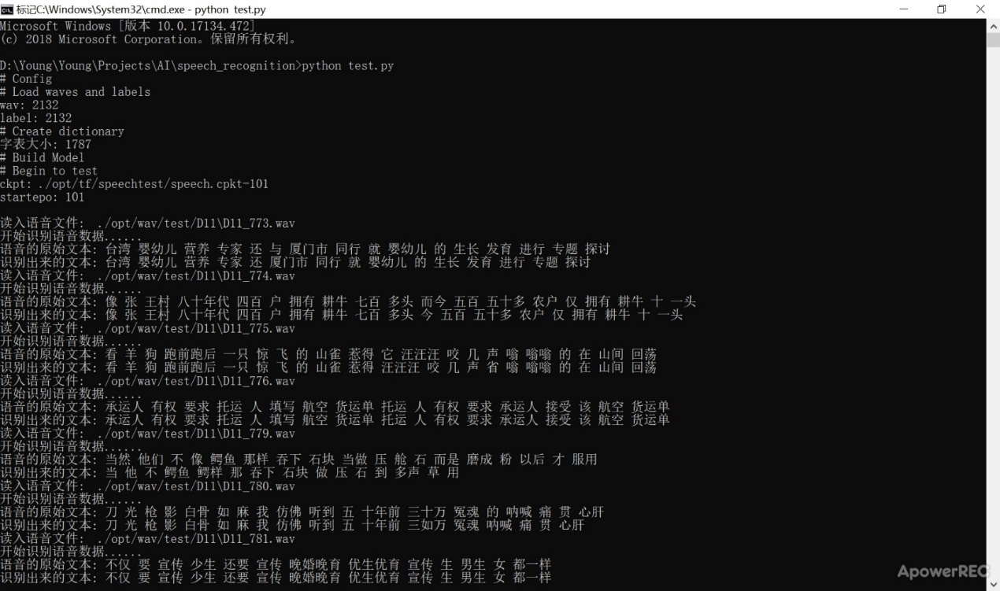 标记C:\Windows\System32\cmd.exe - python test.py
Microsoft Windows [版本 10.0.17134.472]
(c) 2018 Microsoft Corporation。保留所有权利。
D:\Young\Young\Projects\AI\speech_recognition>python test.py
# Config
# Load waves and labels
wav: 2132
label: 2132
# Create dictionary
字表大小: 1787
# Build Model
# Begin to test
ckpt: ./opt/tf/speechtest/speech.cpkt-101
startepo: 101
读入语音文件: ./opt/wav/test/D11\D11_773.wav
开始识别语音数据......
语音的原始文本: 台湾 婴幼儿 营养 专家 还 与 厦门市 同行 就 婴幼儿 的 生长 发育 进行 专题 探讨
识别出来的文本: 台湾 婴幼儿 营养 专家 还 厦门市 同行 就 婴幼儿 的 生长 发育 进行 专题 探讨
读入语音文件: ./opt/wav/test/D11\D11_774.wav
开始识别语音数据......
语音的原始文本: 像 张 王村 八十年代 四百 户 拥有 耕牛 七百 多头 而今 五百 五十多 农户 仅 拥有 耕牛 十 一头
识别出来的文本: 像 张 王村 八十年代 四百 户 拥有 耕牛 七百 多头 今 五百 五十多 农户 仅 拥有 耕牛 十 一头
读入语音文件: ./opt/wav/test/D11\D11_775.wav
开始识别语音数据......
语音的原始文本: 看 羊 狗 跑前跑后 一只 惊 飞 的 山雀 惹得 它 汪汪汪 咬 几 声 嗡 嗡嗡 的 在 山间 回荡
识别出来的文本: 看 羊 狗 跑前跑后 一只 惊 飞 的 山雀 惹得 汪汪汪 咬 几 声 省 嗡 嗡嗡 的 在 山间 回荡
读入语音文件: ./opt/wav/test/D11\D11_776.wav
开始识别语音数据......
语音的原始文本: 承运人 有权 要求 托运 人 填写 航空 货运单 托运 人 有权 要求 承运人 接受 该 航空 货运单
识别出来的文本: 承运人 有权 要求 托运 人 填写 航空 货运单 托运 人 有权 要求 承运人 接受 该 航空 货运单
读入语音文件: ./opt/wav/test/D11\D11_779.wav
开始识别语音数据......
语音的原始文本: 当然 他们 不 像 鳄鱼 那样 吞下 石块 当做 压 舱 石 而是 磨成 粉 以后 才 服用
识别出来的文本: 当 他 不 鳄鱼 鳄样 那 吞下 石块 做 压 石 到 多声 草 用
读入语音文件: ./opt/wav/test/D11\D11_780.wav
开始识别语音数据......
语音的原始文本: 刀 光 枪 影 白骨 如 麻 我 仿佛 听到 五 十年前 三十万 冤魂 的 呐喊 痛 贯 心肝
识别出来的文本: 刀 光 枪 影 白骨 如 麻 我 仿佛 听到 五 十年前 三如万 冤魂 呐喊 痛 贯 心肝
读入语音文件: ./opt/wav/test/D11\D11_781.wav
开始识别语音数据......
语音的原始文本: 不仅 要 宣传 少生 还要 宣传 晚婚晚育 优生优育 宣传 生 男生 女 都一样
识别出来的文本: 不仅 要 宣传 少生 还要 宣传 晚婚晚育 优生优育 宣传 生 男生 女 都一样
ApowerREC